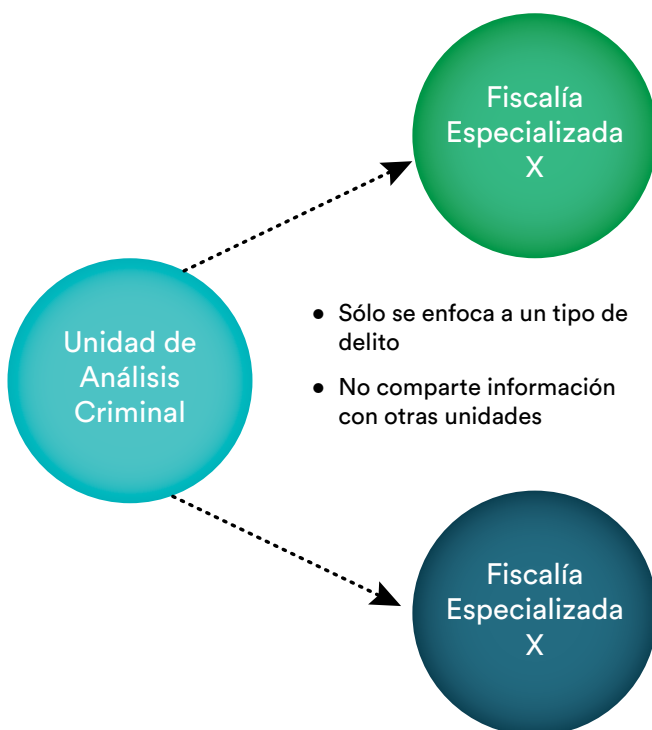 Fiscalía
Especializada
X
Unidad de
Análisis
Criminal
● Sólo se enfoca a un tipo de
delito
● No comparte información
con otras unidades
Fiscalía
Especializada
X